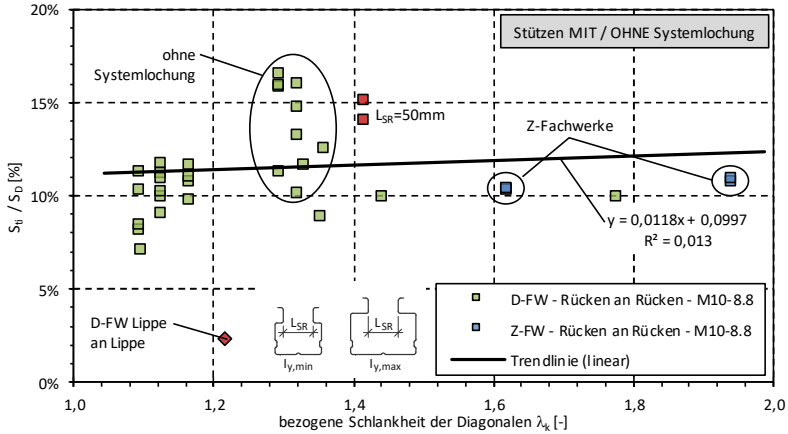 20%
15%
10%
5%
0%
S_ti / S_D [%]
Stützen MIT / OHNE Systemlochung
ohne
Systemlochung
L_SR=50mm
Z-Fachwerke
y = 0,0118x + 0,0997
R² = 0,013
D-FW Lippe
an Lippe
L_SR
I_y,min
L_SR
I_y,max
D-FW - Rücken an Rücken - M10-8.8
Z-FW - Rücken an Rücken - M10-8.8
Trendlinie (linear)
1,0
1,2
1,4
1,6
1,8
2,0
bezogene Schlankheit der Diagonalen λ_k [-]